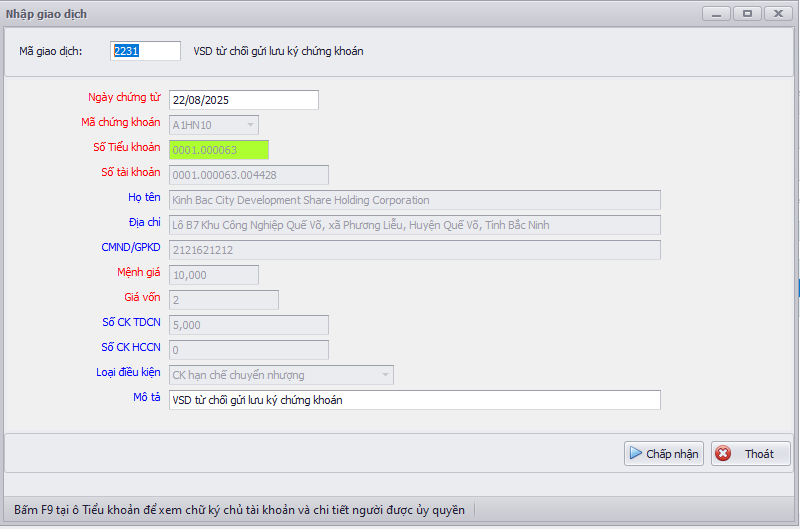 Nhập giao dịch
Mã giao dịch: 2231 VSD từ chối gửi lưu ký chứng khoán
Ngày chứng từ 22/08/2025
Mã chứng khoán A1HN10
Số Tiểu khoản 0001.000063
Số tài khoản 0001.000063.004428
Họ tên Kinh Bac City Development Share Holding Corporation
Địa chỉ Lô B7 Khu Công Nghiệp Quế Võ, xã Phương Liễu, Huyện Quế Võ, Tỉnh Bắc Ninh
CMND/GPKD 2121621212
Mệnh giá 10,000
Giá vốn 2
Số CK TDCN 5,000
Số CK HCCN 0
Loại điều kiện CK hạn chế chuyển nhượng
Mô tả VSD từ chối gửi lưu ký chứng khoán
Chấp nhận Thoát
Bấm F9 tại ô Tiểu khoản để xem chữ ký chủ tài khoản và chi tiết người được ủy quyền